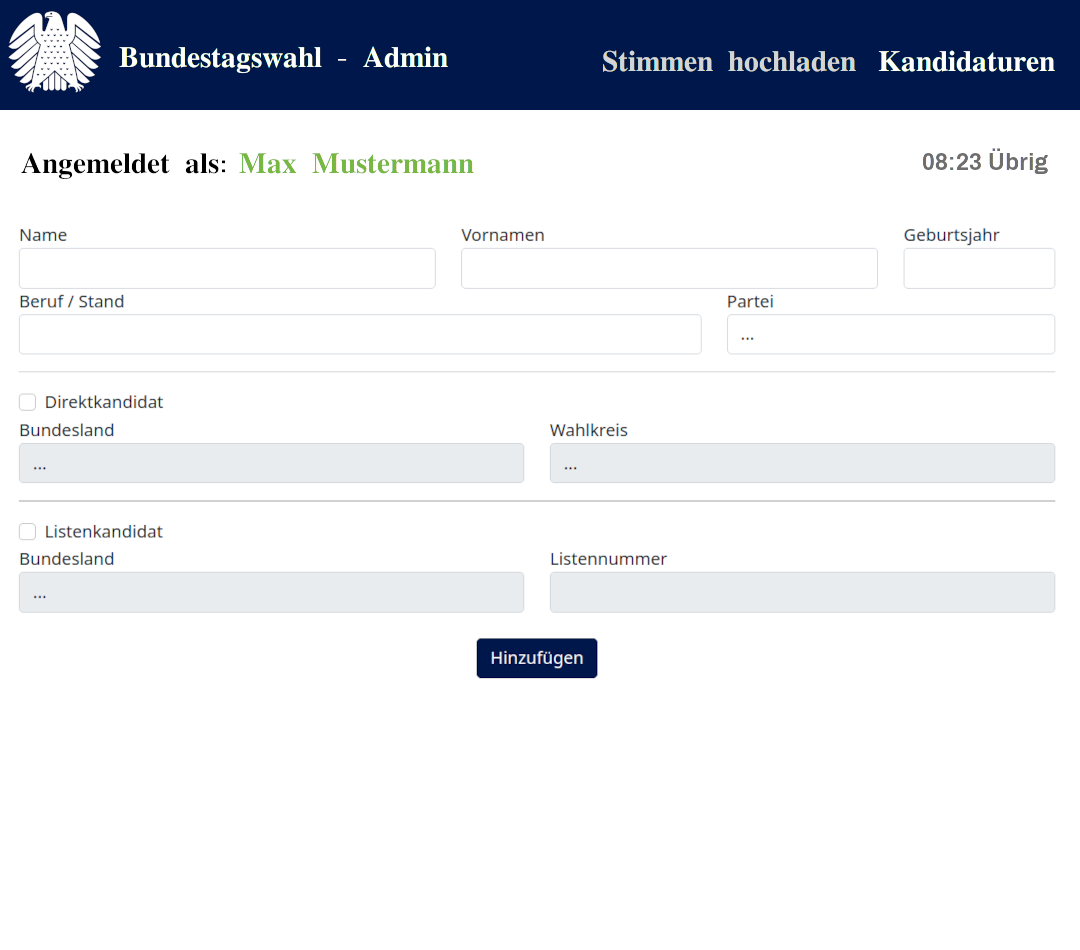 Bundestagswahl - Admin Stimmen hochladen Kandidaturen
Angemeldet als: Max Mustermann 08:23 Übrig
Name Vornamen Geburtsjahr
Beruf / Stand Partei
...
Direktkandidat
Bundesland Wahlkreis
... ...
Listenkandidat
Bundesland Listennummer
...
Hinzufügen